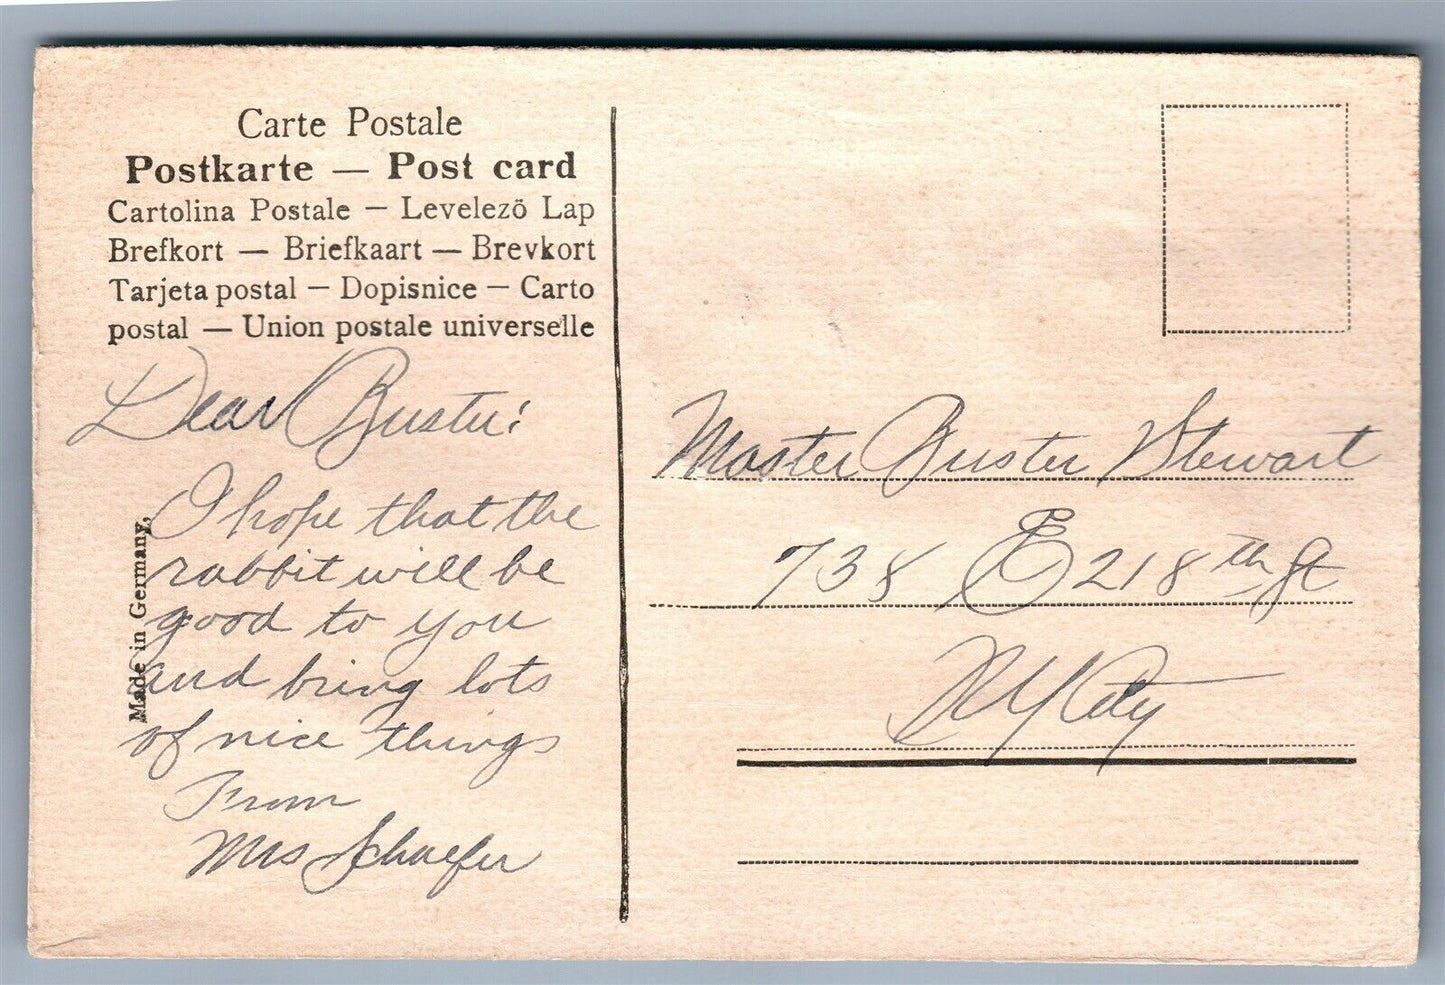 Carte Postale
Postkarte — Post card
Cartolina Postale — Levelezö Lap
Brefkort — Briefkaart — Brevkort
Tarjeta postal — Dopisnice — Carto
postal — Union postale universelle
Dear Buster:
I hope that the
rabbit will be
good to you
and bring lots
of nice things
From
Mrs Schaefer
Made in Germany,
Master Buster Stewart
738 E 218th St
NY City